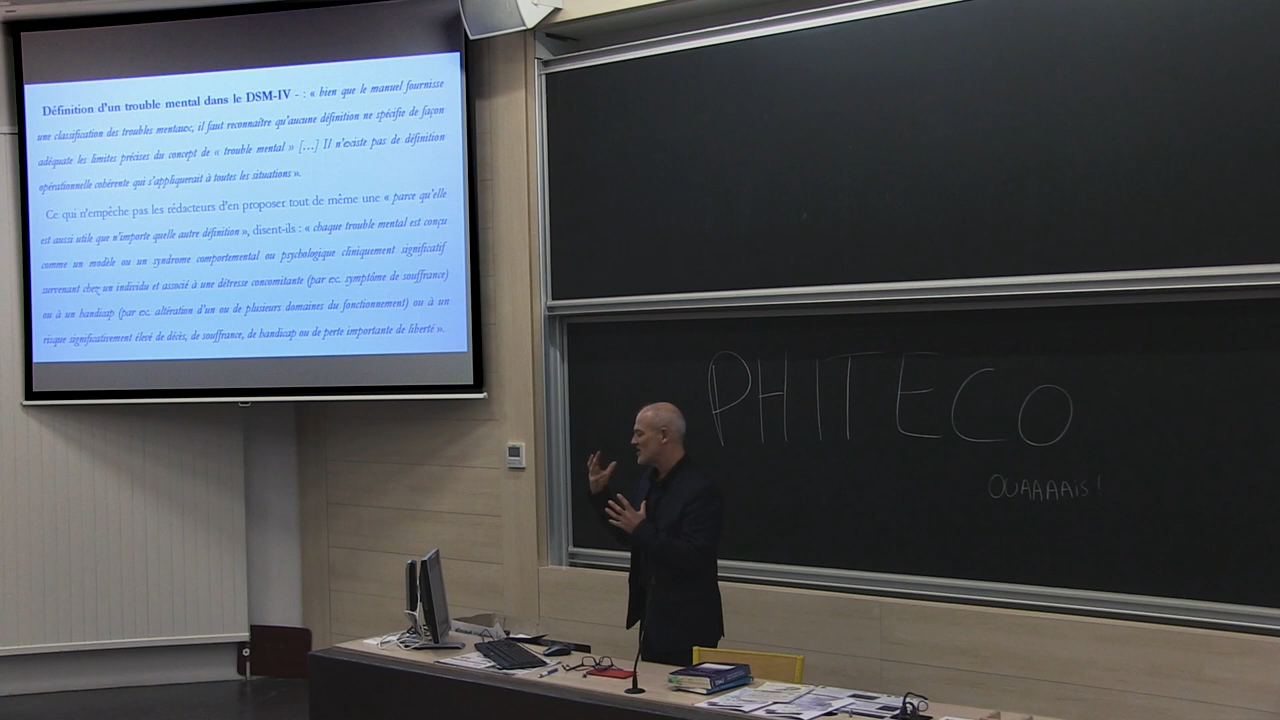 Définition d'un trouble mental dans le DSM-IV - : « bien que le manuel fournisse
une classification des troubles mentaux, il faut reconnaître qu'aucune définition ne spécifie de façon
adéquate les limites précises du concept de « trouble mental » [...] Il n'existe pas de définition
opérationnelle cohérente qui s'appliquerait à toutes les situations ».
Ce qui n'empêche pas les rédacteurs d'en proposer tout de même une « parce qu'elle
est aussi utile que n'importe quelle autre définition », disent-ils : « chaque trouble mental est conçu
comme un modèle ou un syndrome comportemental ou psychologique cliniquement significatif
survenant chez un individu et associé à une détresse concomitante (par ex. symptôme de souffrance)
ou à un handicap (par ex. altération d'un ou de plusieurs domaines du fonctionnement) ou à un
risque significativement élevé de décès, de souffrance, de handicap ou de perte importante de liberté ».
PHITECO
OUAAAAis !